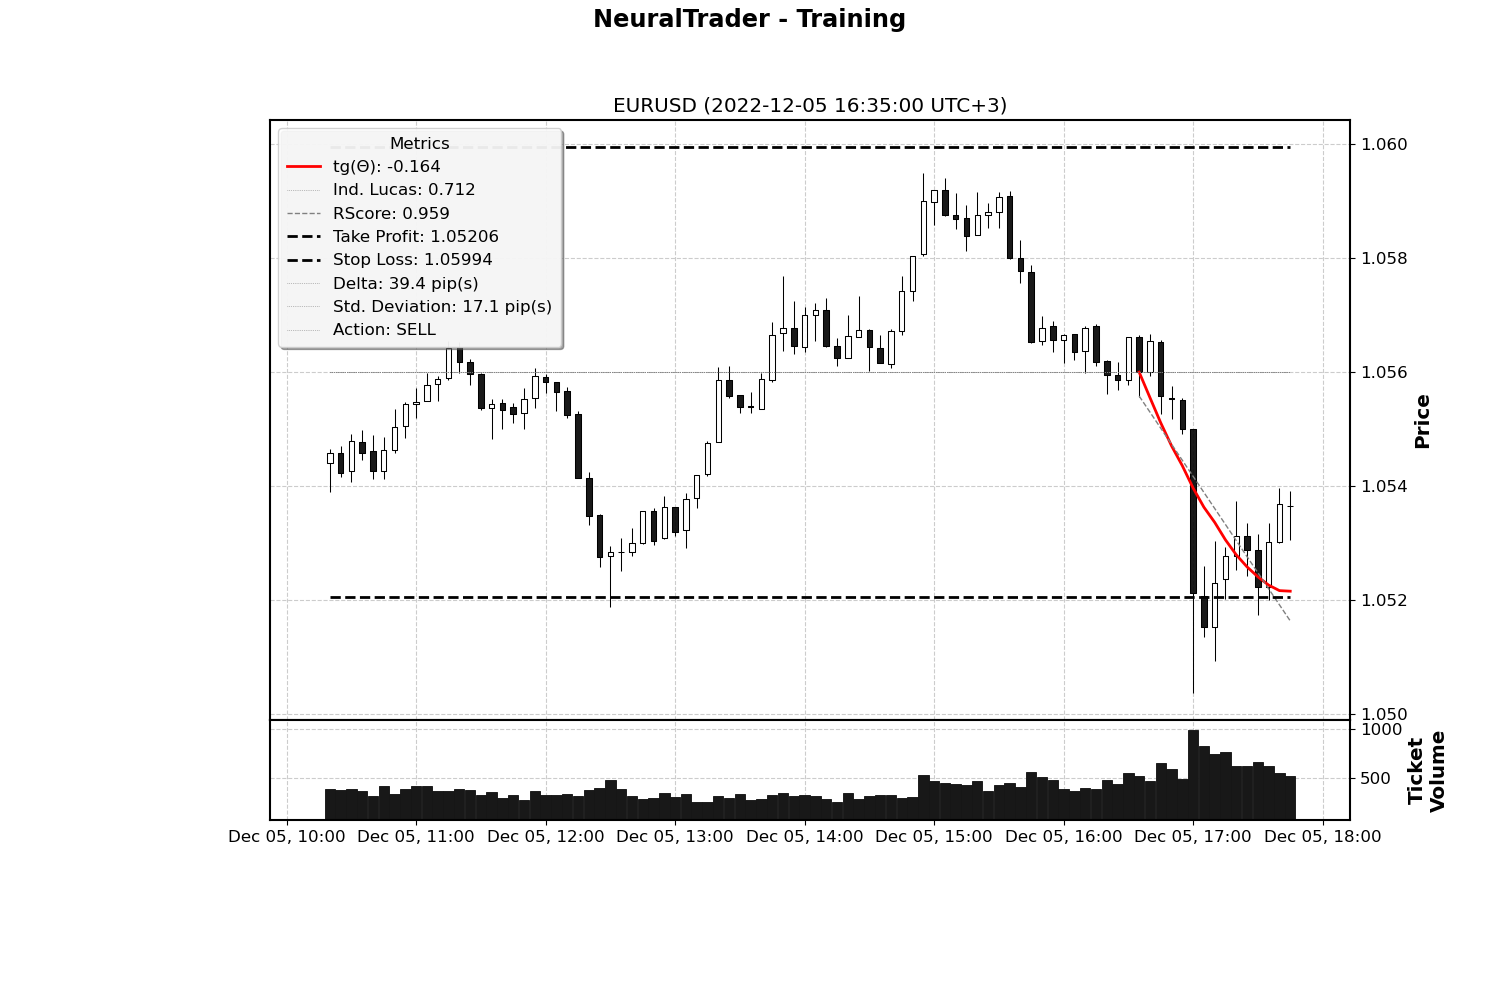 NeuralTrader - Training
EURUSD (2022-12-05 16:35:00 UTC+3)
Metrics
tg(Θ): -0.164
Ind. Lucas: 0.712
RScore: 0.959
Take Profit: 1.05206
Stop Loss: 1.05994
Delta: 39.4 pip(s)
Std. Deviation: 17.1 pip(s)
Action: SELL
1.060
1.058
1.056
1.054
1.052
1.050
Price
1000
500
Ticket
Volume
Dec 05, 10:00 Dec 05, 11:00 Dec 05, 12:00 Dec 05, 13:00 Dec 05, 14:00 Dec 05, 15:00 Dec 05, 16:00 Dec 05, 17:00 Dec 05, 18:00